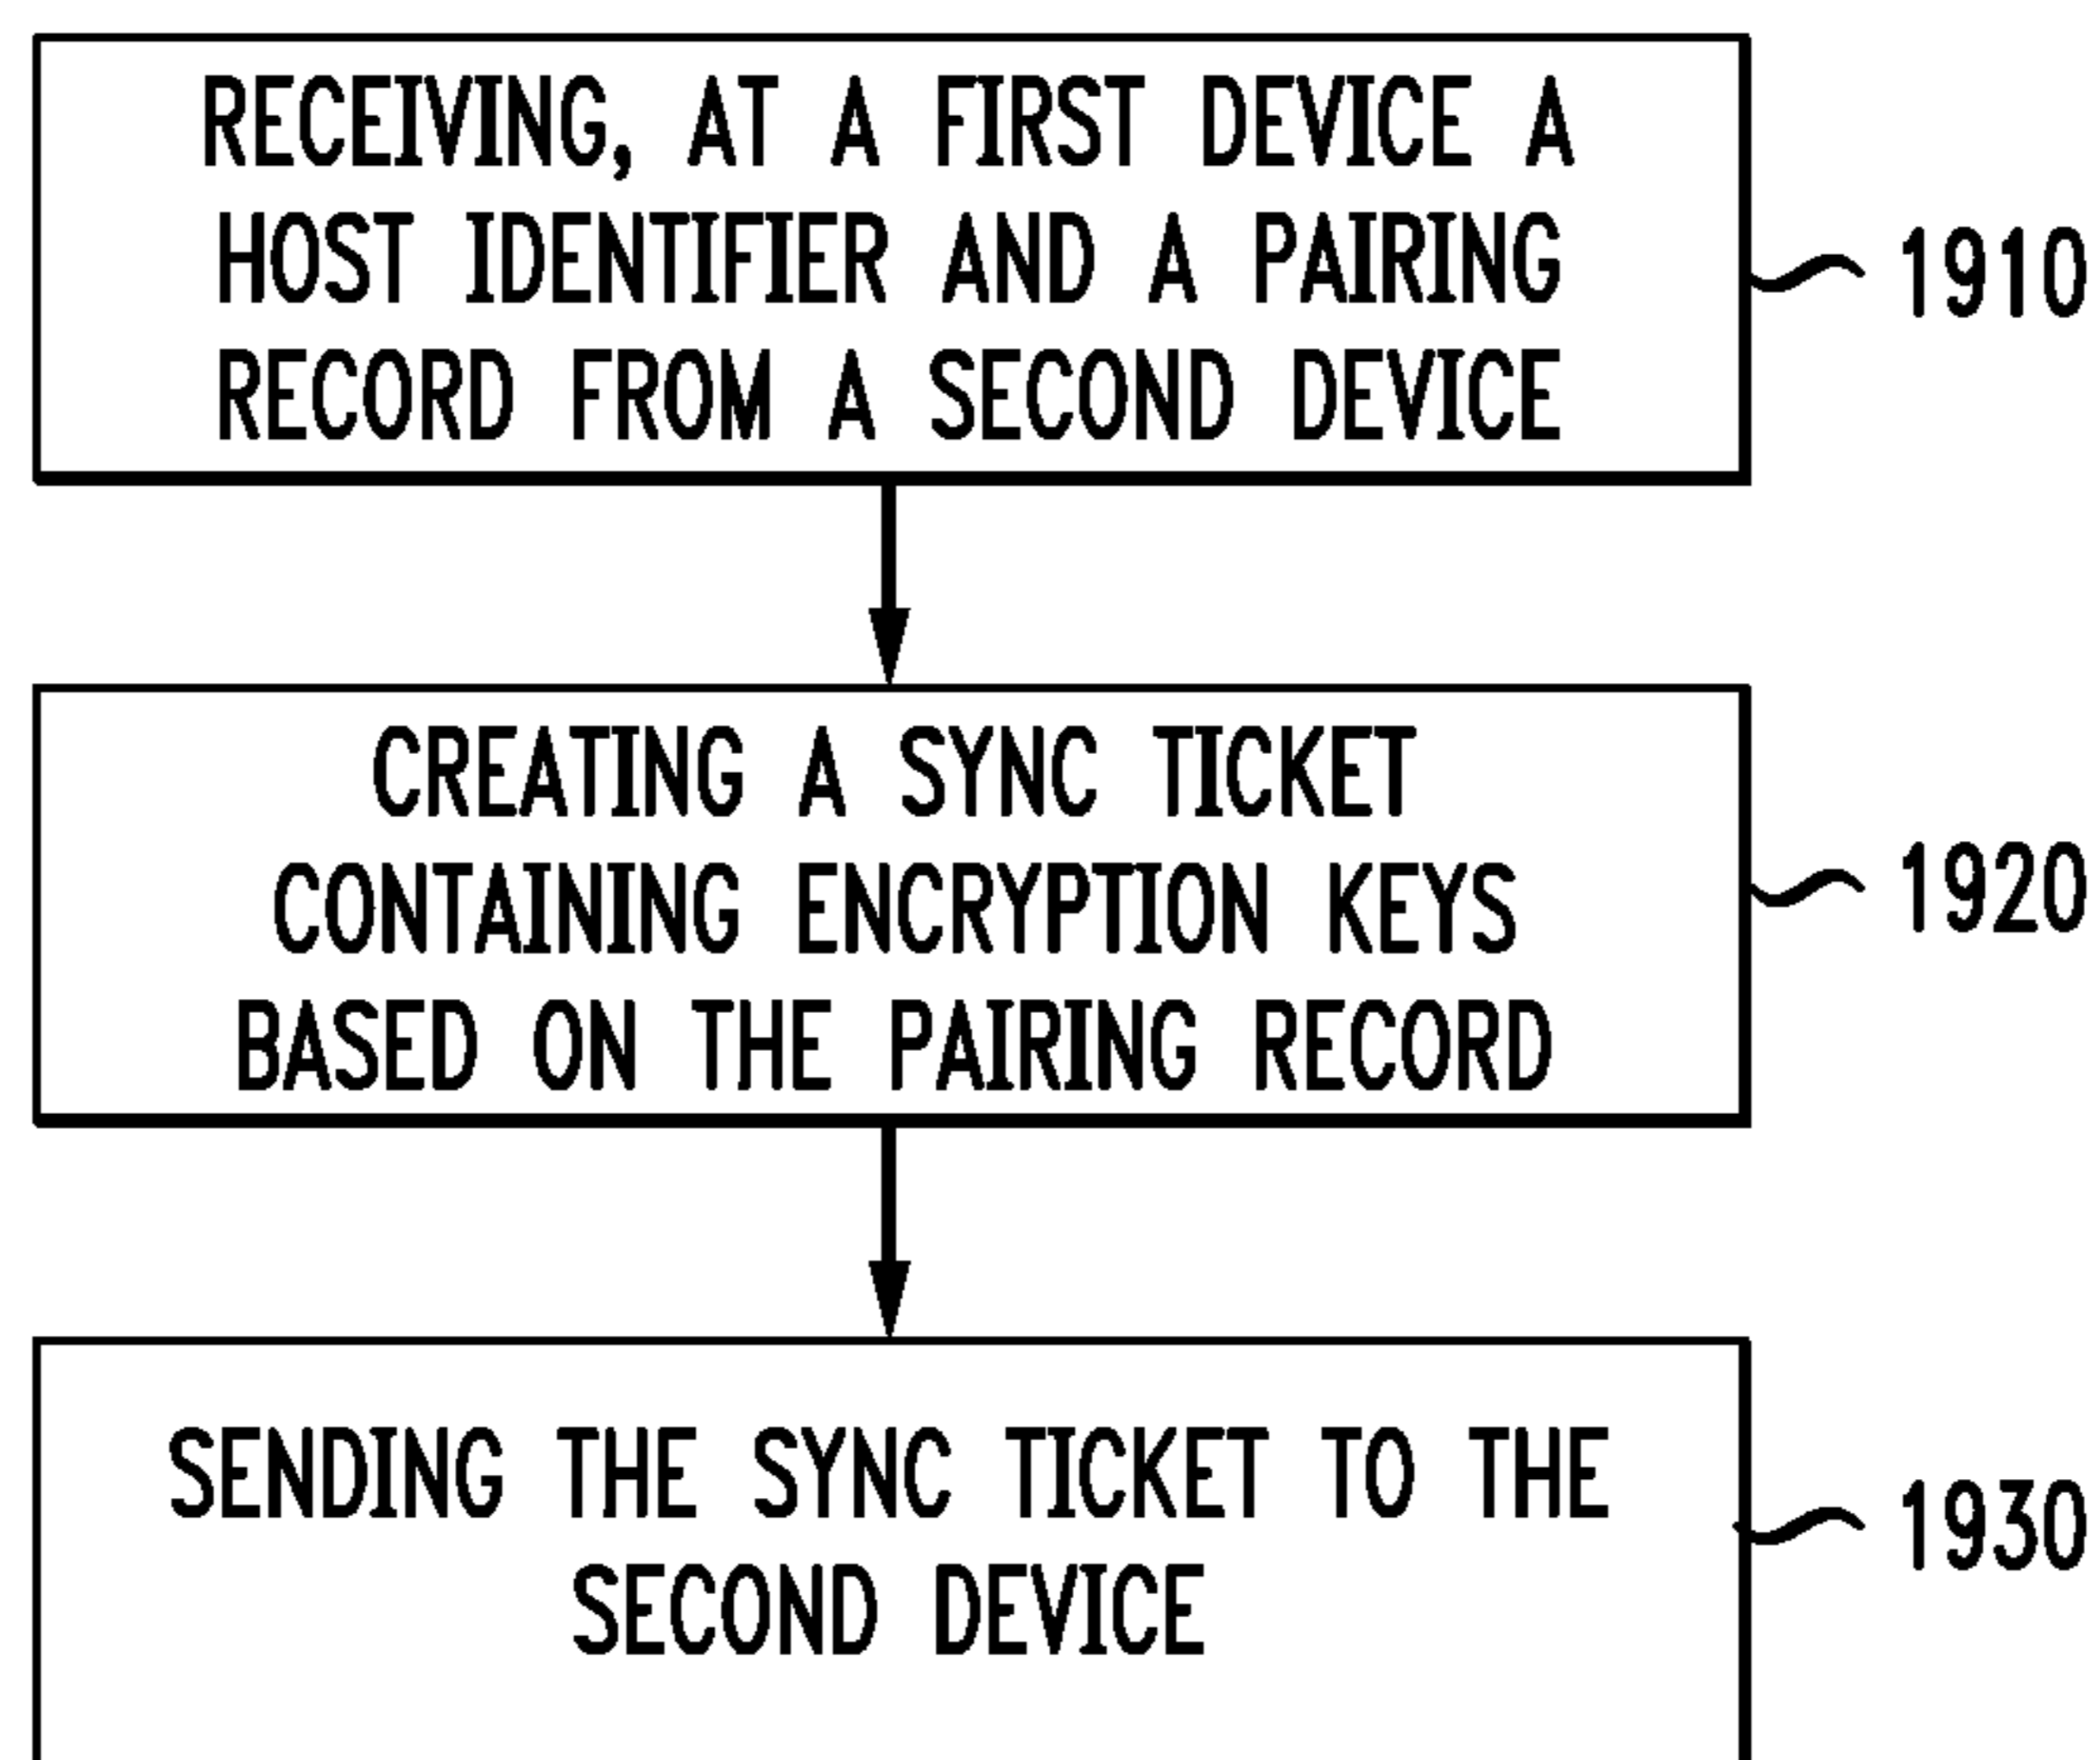 RECEIVING, AT A FIRST DEVICE A
HOST IDENTIFIER AND A PAIRING
RECORD FROM A SECOND DEVICE
1910
CREATING A SYNC TICKET
CONTAINING ENCRYPTION KEYS
BASED ON THE PAIRING RECORD
1920
SENDING THE SYNC TICKET TO THE
SECOND DEVICE
1930